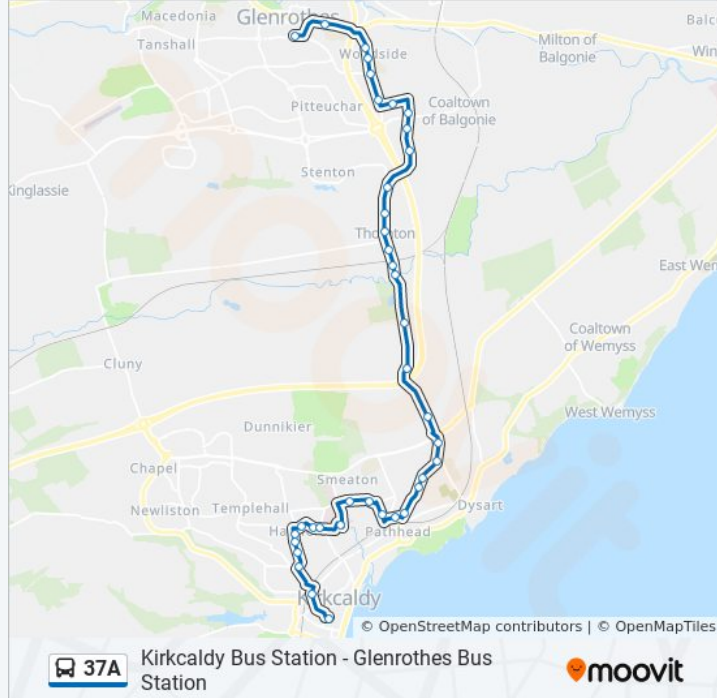 Macedonia
Glenrothes
Balc
Tanshall
Woodside
Milton of
Balgonie
Win
Pitteuchar
Coaltown
of Balgonie
Stenton
Kinglassie
Thornton
East Wer
Coaltown
of Wemyss
Cluny
West Wemyss
Dunnikier
Chapel
Smeaton
Templehall
Dysart
Newliston
Ha
Pathhead
Kirkcaldy
© OpenStreetMap contributors | © OpenMapTiles
37A
Kirkcaldy Bus Station - Glenrothes Bus
Station
moovit